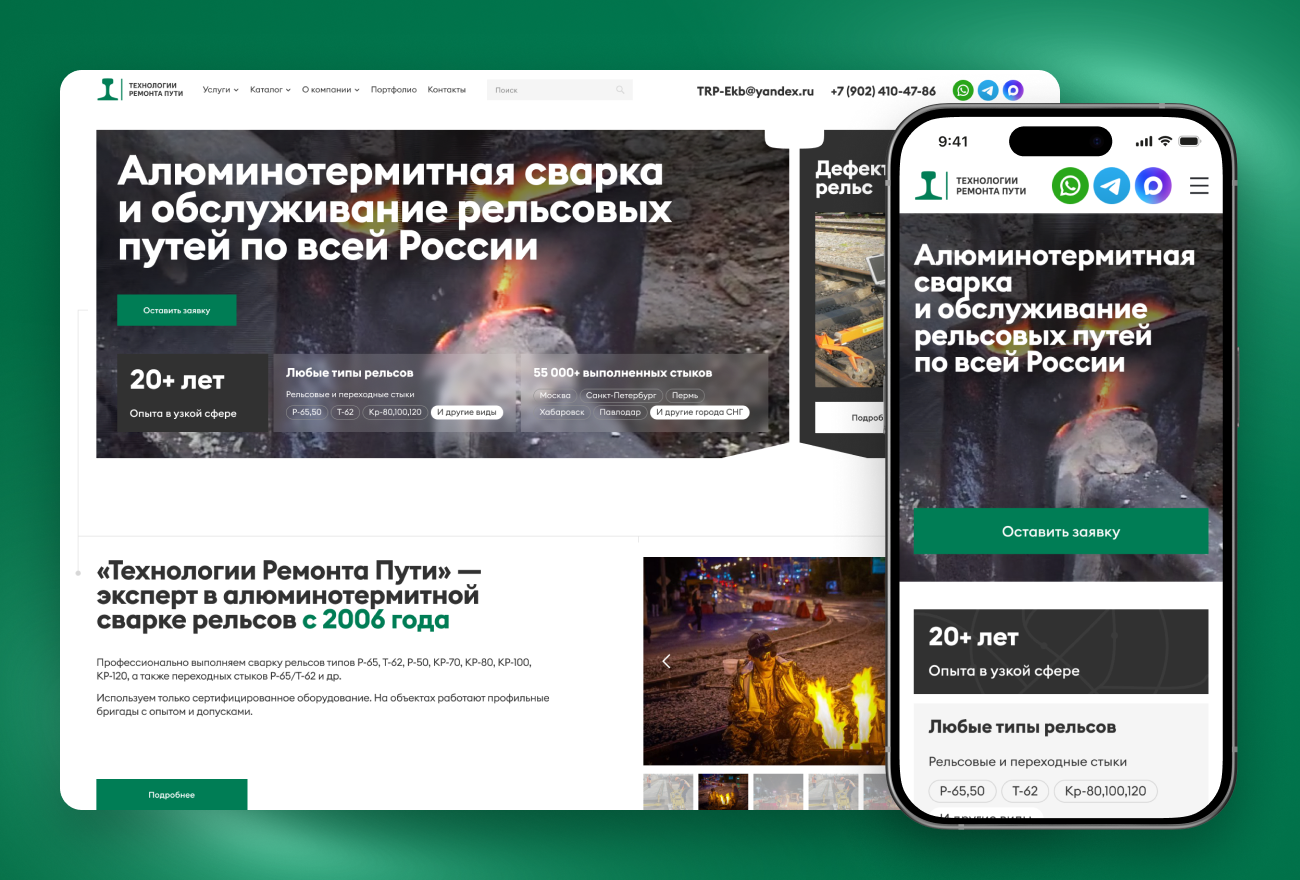 ТЕХНОЛОГИИ
РЕМОНТА ПУТИ
Услуги
Каталог
О компании
Портфолио
Контакты
Поиск
TRP-Ekb@yandex.ru
+7 (902) 410-47-86
Алюминотермитная сварка
и обслуживание рельсовых
путей по всей России
Оставить заявку
20+ лет
Опыта в узкой сфере
Любые типы рельсов
Рельсовые и переходные стыки
Р-65,50
Т-62
Кр-80,100,120
И другие виды
55 000+ выполненных стыков
Москва
Санкт-Петербург
Пермь
Хабаровск
Павлодар
И другие города СНГ
рельс
«Технологии Ремонта Пути» —
эксперт в алюминотермитной
сварке рельсов с 2006 года
Профессионально выполняем сварку рельсов типов Р-65, Т-62, Р-50, КР-70, КР-80, КР-100,
КР-120, а также переходных стыков Р-65/Т-62 и др.
Используем только сертифицированное оборудование. На объектах работают профильные
бригады с опытом и допусками.
Подробнее
9:41
ТЕХНОЛОГИИ
РЕМОНТА ПУТИ
Алюминотермитная
сварка
и обслуживание
рельсовых путей
по всей России
Оставить заявку
20+ лет
Опыта в узкой сфере
Любые типы рельсов
Рельсовые и переходные стыки
Р-65,50
Т-62
Кр-80,100,120
И другие виды